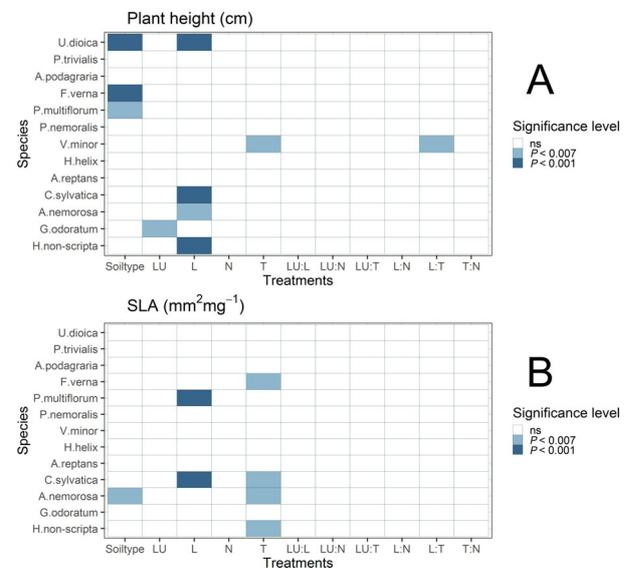 Plant height (cm)
U.dioica
P.trivialis
A.podagraria
F.verna
P.multiflorum
P.nemoralis
V.minor
H.helix
A.reptans
C.sylvatica
A.nemorosa
G.odoratum
H.non-scripta
Species
Soiltype LU L N T LU:L LU:N LU:T L:N L:T T:N
Treatments
A
Significance level
ns
P < 0.007
P < 0.001
SLA (mm²mg⁻¹)
U.dioica
P.trivialis
A.podagraria
F.verna
P.multiflorum
P.nemoralis
V.minor
H.helix
A.reptans
C.sylvatica
A.nemorosa
G.odoratum
H.non-scripta
Species
Soiltype LU L N T LU:L LU:N LU:T L:N L:T T:N
Treatments
B
Significance level
ns
P < 0.007
P < 0.001